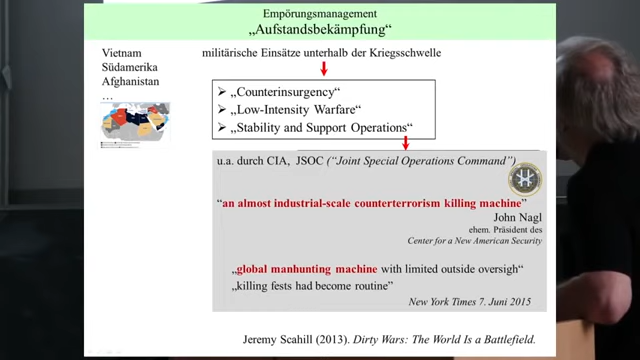 Empörungsmanagement
„Aufstandsbekämpfung“
Vietnam
Südamerika
Afghanistan
…
militärische Einsätze unterhalb der Kriegsschwelle
„Counterinsurgency“
„Low-Intensity Warfare“
„Stability and Support Operations“
u.a. durch CIA, JSOC (“Joint Special Operations Command”)
“an almost industrial-scale counterterrorism killing machine”
John Nagl
ehem. Präsident des
Center for a New American Security
„global manhunting machine with limited outside oversigh“
„killing fests had become routine”
New York Times 7. Juni 2015
Jeremy Scahill (2013). Dirty Wars: The World Is a Battlefield.